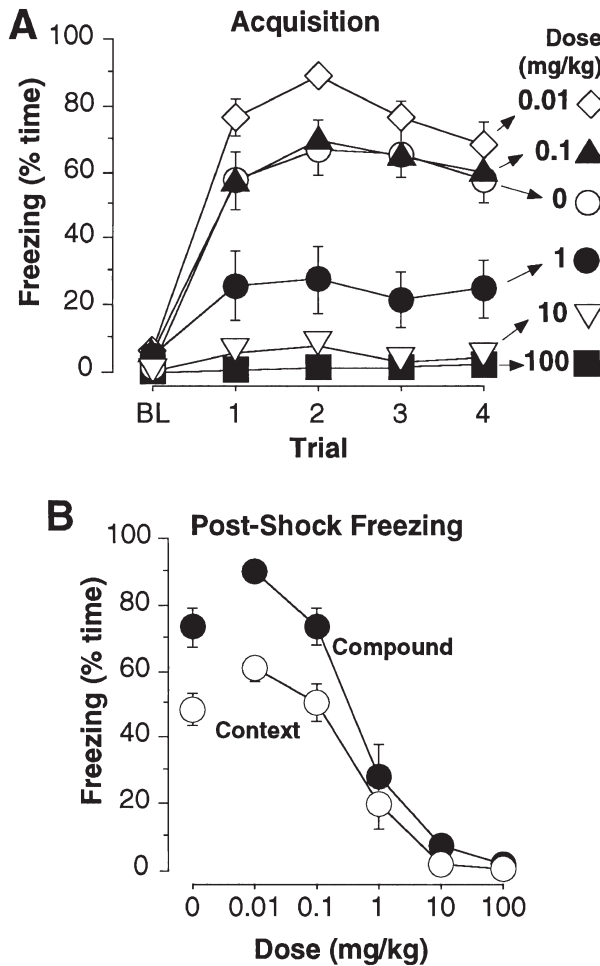 A
Acquisition
100
80
60
40
20
0
Freezing (% time)
BL 1 2 3 4
Trial
Dose
(mg/kg)
0.01
0.1
0
1
10
100
B
Post-Shock Freezing
100
80
60
40
20
0
Freezing (% time)
Compound
Context
0 0.01 0.1 1 10 100
Dose (mg/kg)